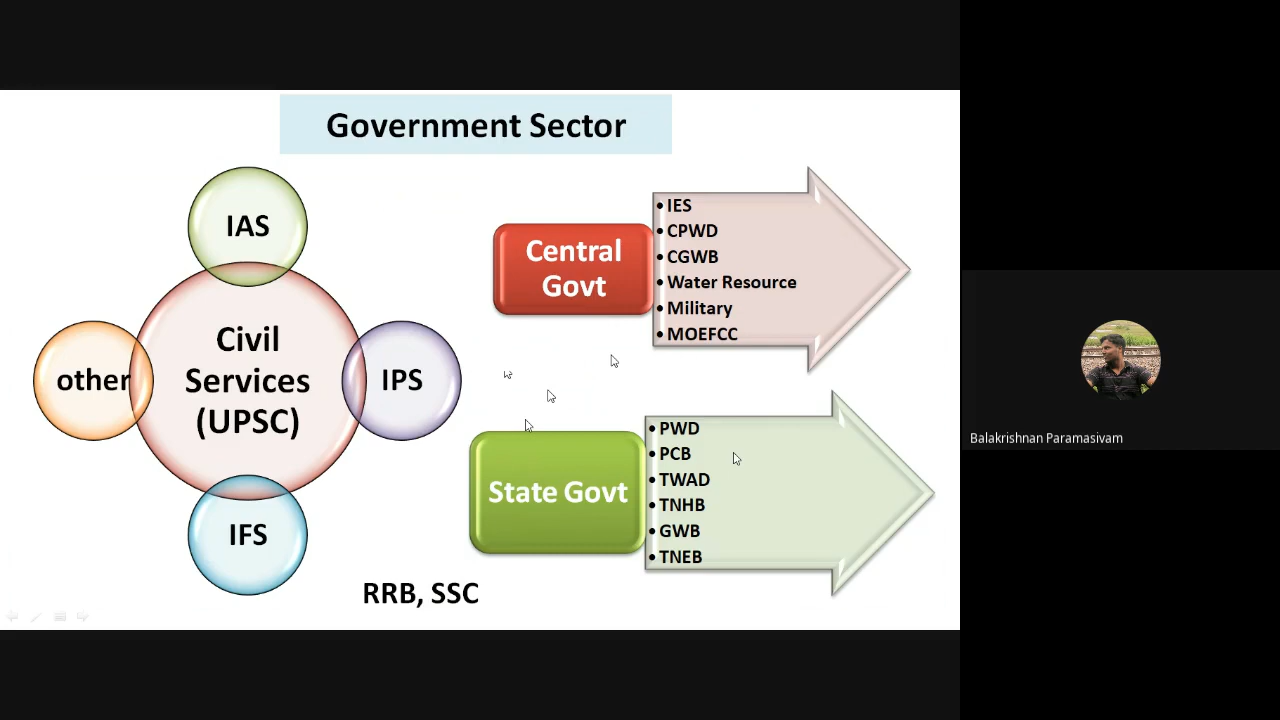 Government Sector
IAS
Civil
Services
(UPSC)
other
IPS
IFS
Central
Govt
• IES
• CPWD
• CGWB
• Water Resource
• Military
• MOEFCC
State Govt
• PWD
• PCB
• TWAD
• TNHB
• GWB
• TNEB
RRB, SSC
Balakrishnan Paramasivam